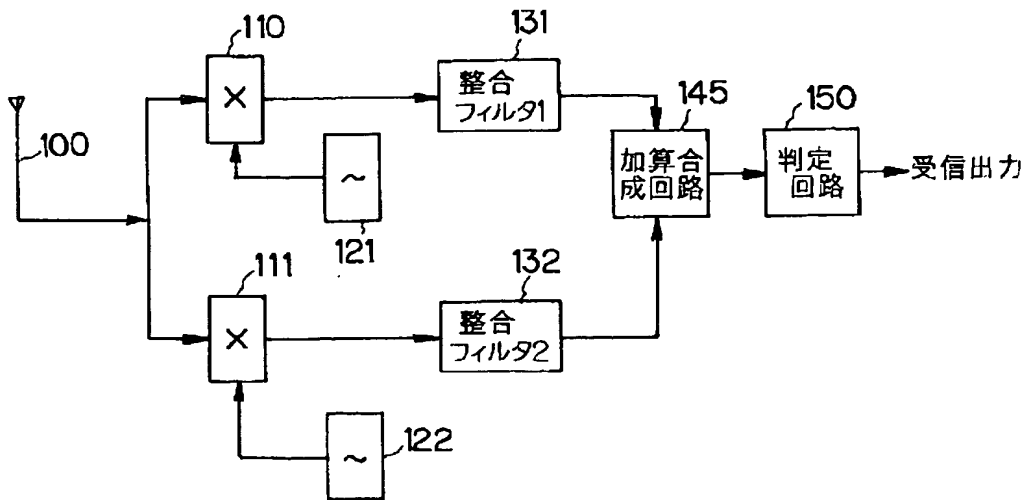 110
×
131
整合
フィルタ1
145
加算合
成回路
150
判定
回路
受信出力
100
~
121
111
×
132
整合
フィルタ2
~
122